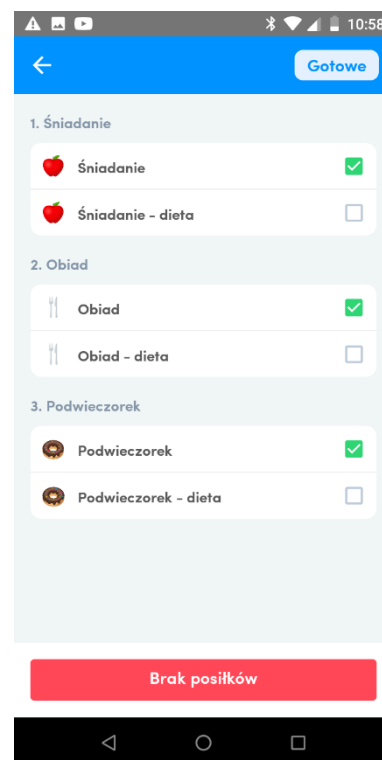 10:58
Gotowe
1. Śniadanie
Śniadanie
Śniadanie - dieta
2. Obiad
Obiad
Obiad - dieta
3. Podwieczorek
Podwieczorek
Podwieczorek - dieta
Brak posiłków